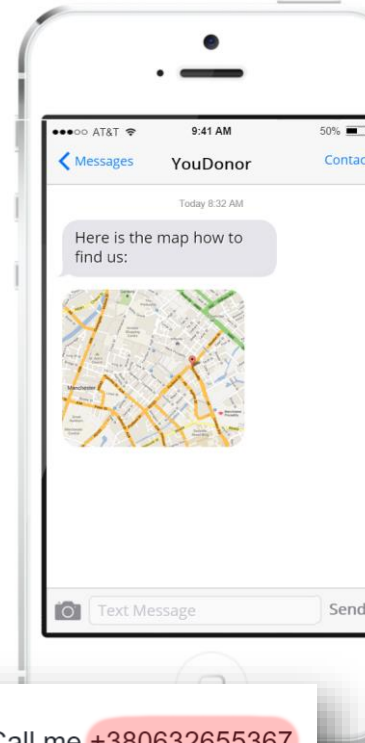 AT&T 9:41 AM 50%
Messages YouDonor Contac
Today 8:32 AM
Here is the map how to
find us:
Manchester
Text Message Send
Call me +380632655367